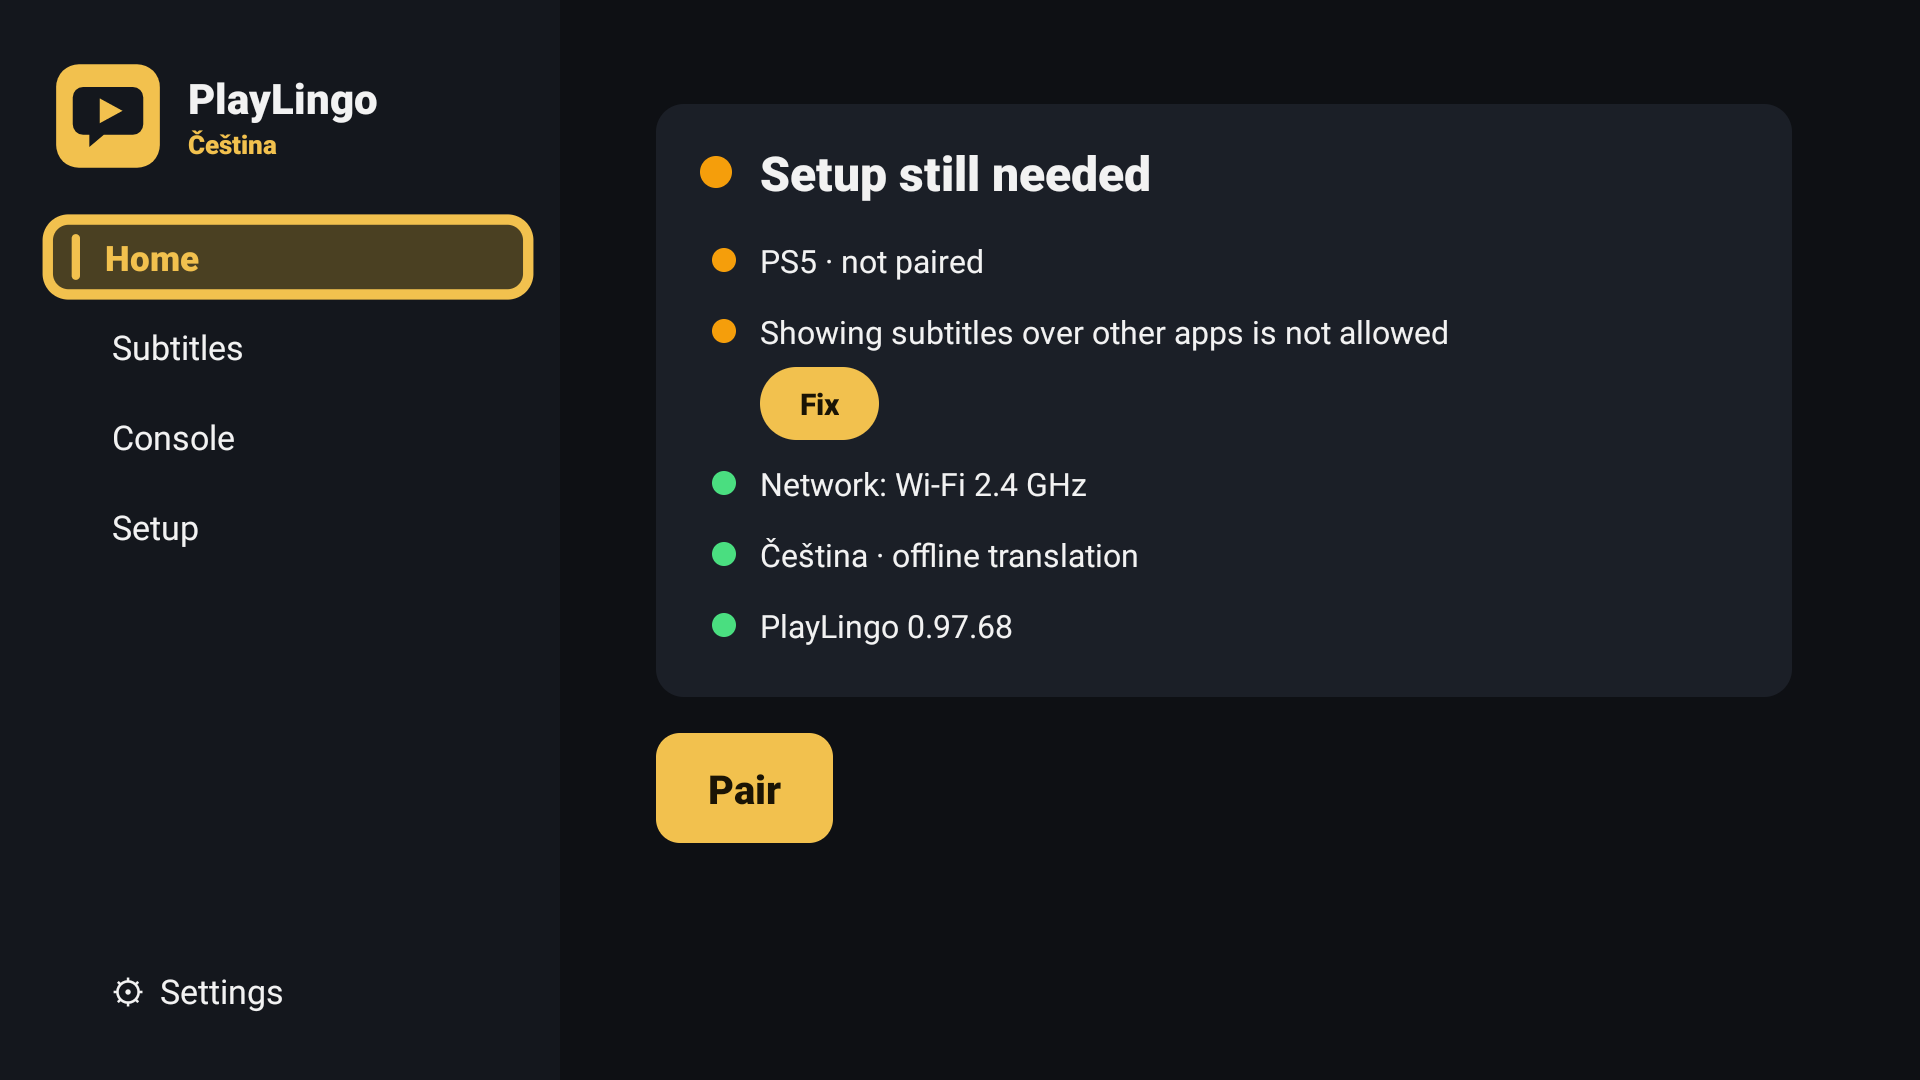 PlayLingo
Čeština
Home
Subtitles
Console
Setup
Settings
Setup still needed
PS5 · not paired
Showing subtitles over other apps is not allowed
Fix
Network: Wi-Fi 2.4 GHz
Čeština · offline translation
PlayLingo 0.97.68
Pair